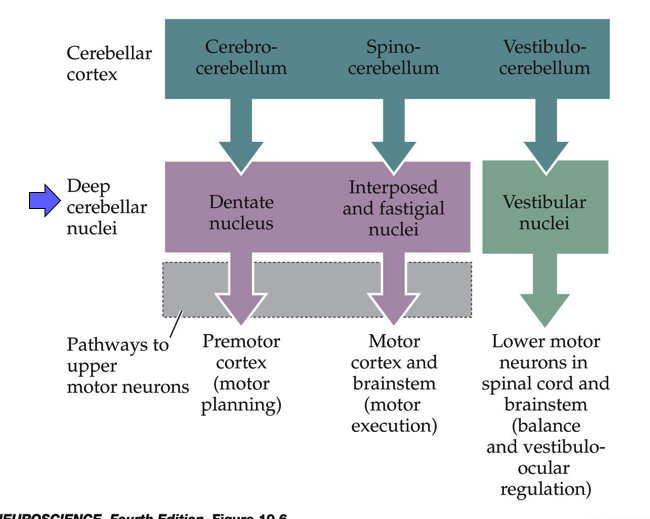 Cerebellar
cortex
Cerebro-
cerebellum
Spino-
cerebellum
Vestibulo-
cerebellum
Deep
cerebellar
nuclei
Dentate
nucleus
Interposed
and fastigial
nuclei
Vestibular
nuclei
Pathways to
upper
motor neurons
Premotor
cortex
(motor
planning)
Motor
cortex and
brainstem
(motor
execution)
Lower motor
neurons in
spinal cord and
brainstem
(balance
and vestibulo-
ocular
regulation)
NEUROSCIENCE, Fourth Edition, Figure 19.6